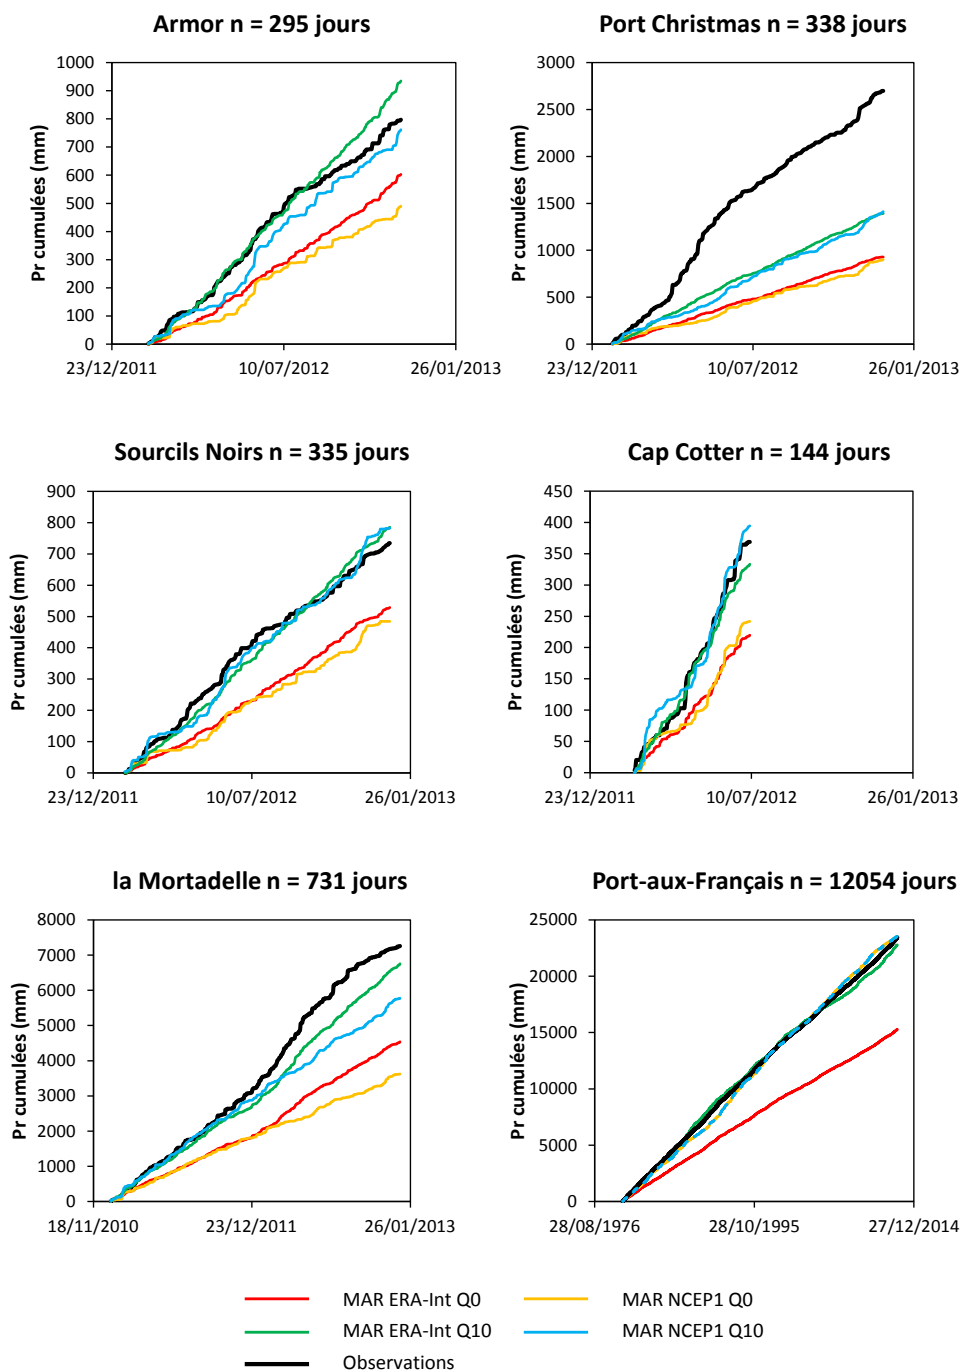 Armor n = 295 jours
Pr cumulées (mm)
1000
900
800
700
600
500
400
300
200
100
0
23/12/2011 10/07/2012 26/01/2013
Port Christmas n = 338 jours
Pr cumulées (mm)
3000
2500
2000
1500
1000
500
0
23/12/2011 10/07/2012 26/01/2013
Sourcils Noirs n = 335 jours
Pr cumulées (mm)
900
800
700
600
500
400
300
200
100
0
23/12/2011 10/07/2012 26/01/2013
Cap Cotter n = 144 jours
Pr cumulées (mm)
450
400
350
300
250
200
150
100
50
0
23/12/2011 10/07/2012 26/01/2013
la Mortadelle n = 731 jours
Pr cumulées (mm)
8000
7000
6000
5000
4000
3000
2000
1000
0
18/11/2010 23/12/2011 26/01/2013
Port-aux-Français n = 12054 jours
Pr cumulées (mm)
25000
20000
15000
10000
5000
0
28/08/1976 28/10/1995 27/12/2014
MAR ERA-Int Q0 MAR NCEP1 Q0
MAR ERA-Int Q10 MAR NCEP1 Q10
Observations